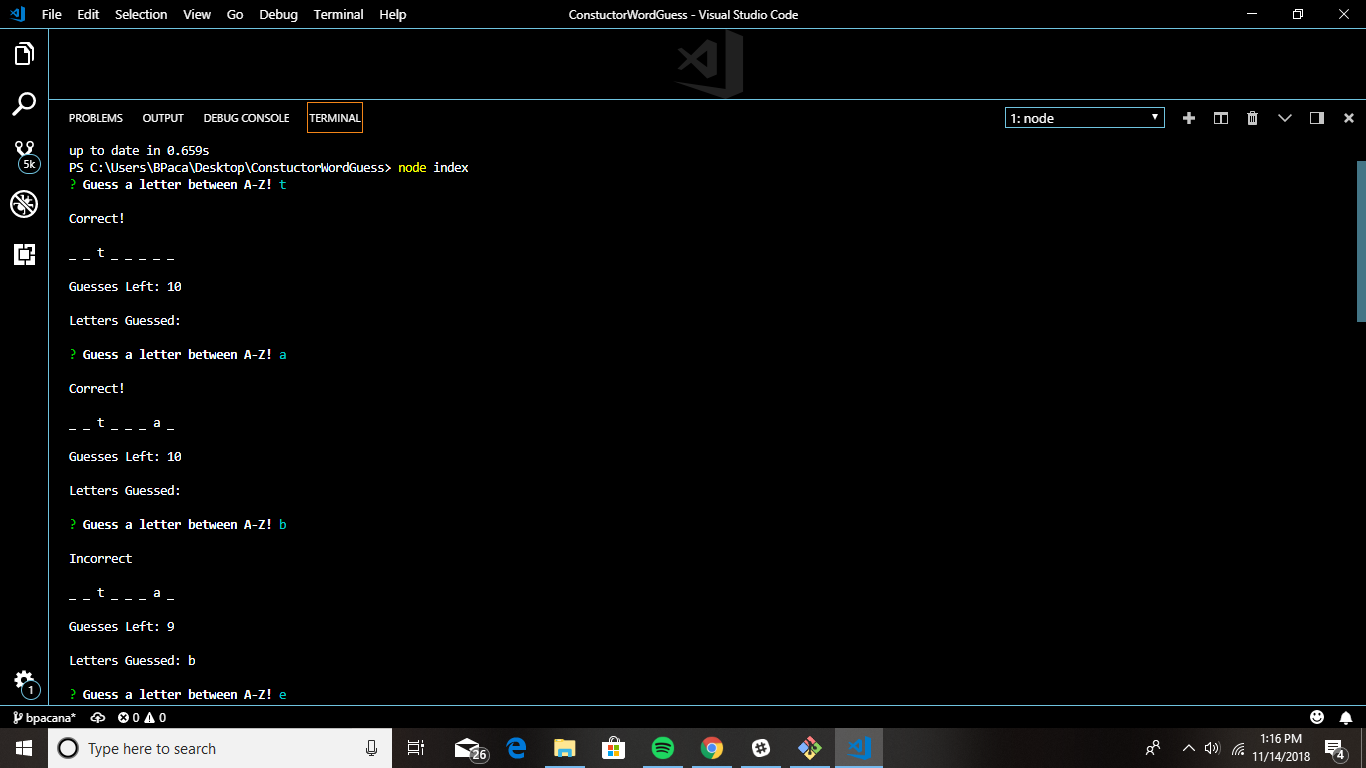 File Edit Selection View Go Debug Terminal Help ConstuctorWordGuess - Visual Studio Code
PROBLEMS OUTPUT DEBUG CONSOLE TERMINAL 1: node
up to date in 0.659s
PS C:\Users\BPaca\Desktop\ConstuctorWordGuess> node index
? Guess a letter between A-Z! t
Correct!
_ _ t _ _ _ _ _
Guesses Left: 10
Letters Guessed:
? Guess a letter between A-Z! a
Correct!
_ _ t _ _ _ a _
Guesses Left: 10
Letters Guessed:
? Guess a letter between A-Z! b
Incorrect
_ _ t _ _ _ a _
Guesses Left: 9
Letters Guessed: b
? Guess a letter between A-Z! e
5k
1
bpacana* 0 0
Type here to search
26
1:16 PM
11/14/2018
4